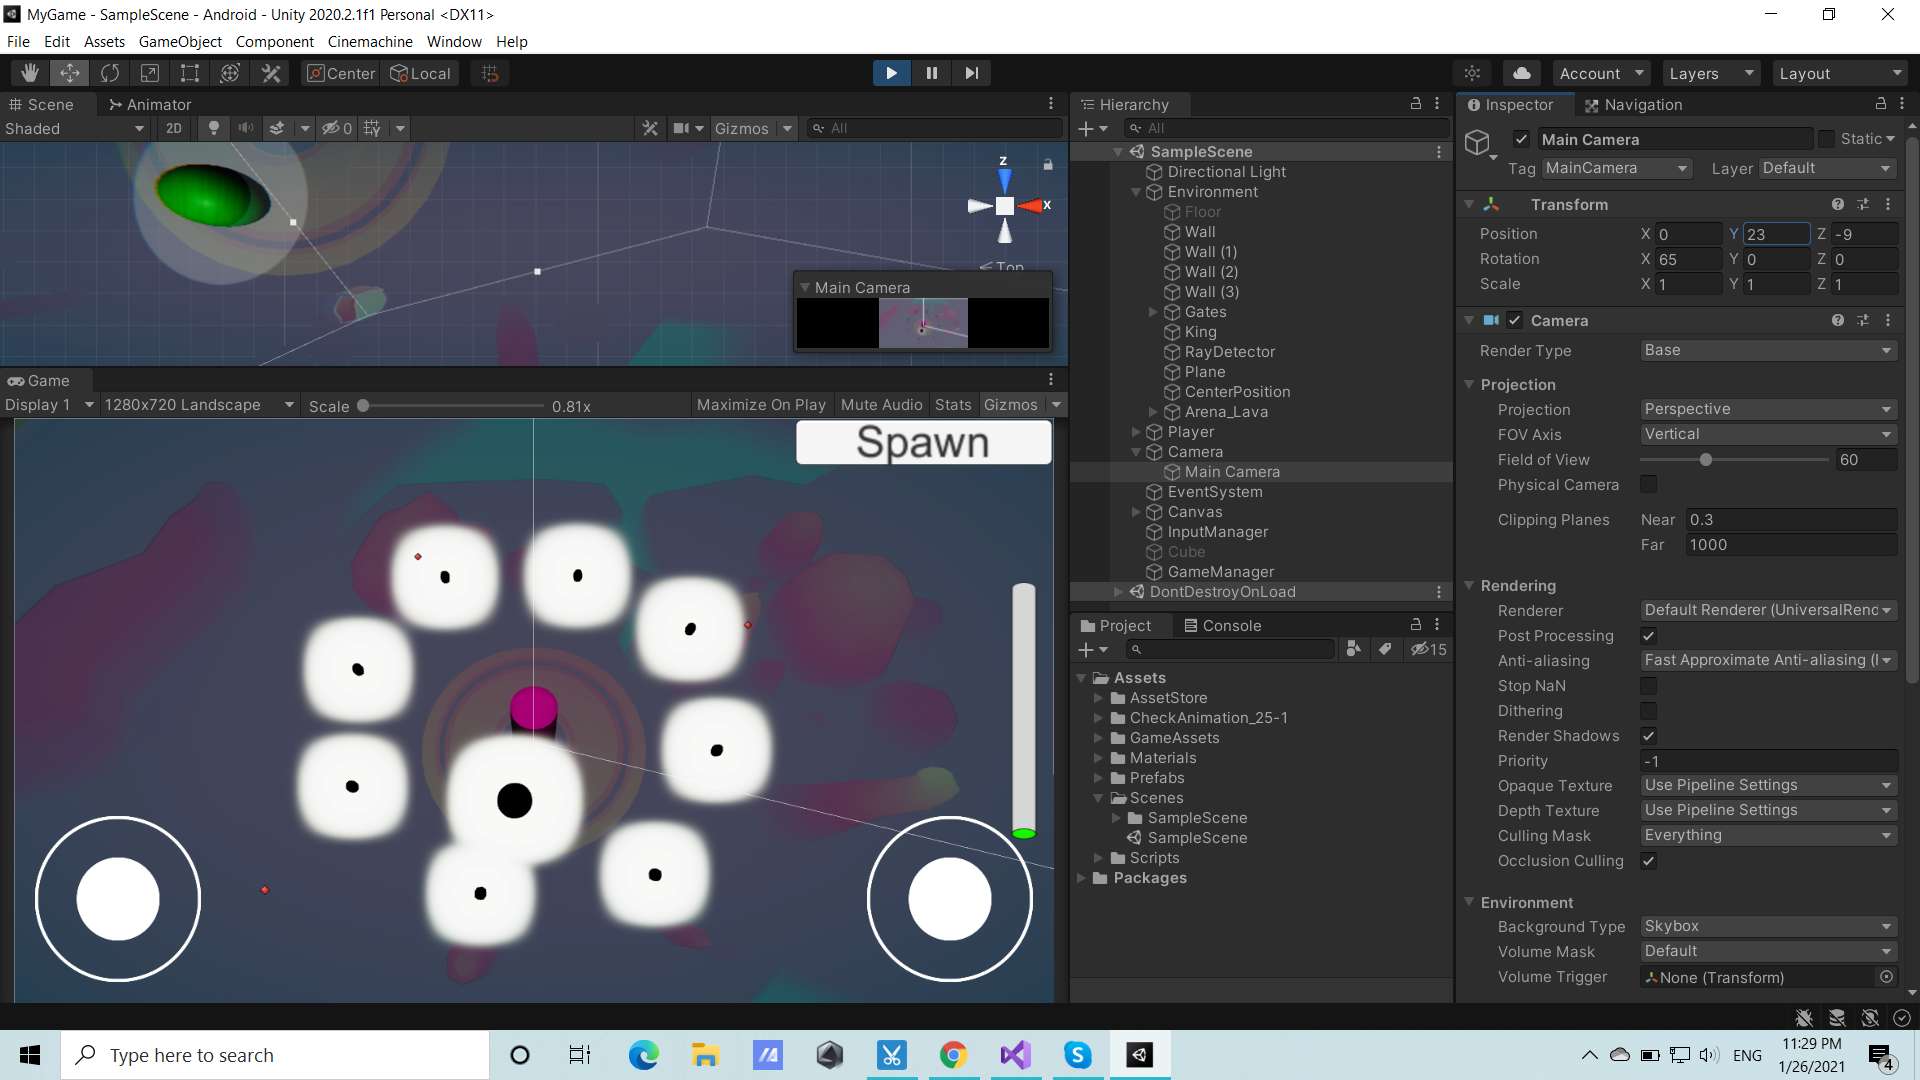 MyGame - SampleScene - Android - Unity 2020.2.1f1 Personal <DX11>
File Edit Assets GameObject Component Cinemachine Window Help
Center Local
Account Layers Layout
Scene Animator
Shaded 2D 0 Gizmos All
Z
X
Top
Main Camera
Game
Display 1 1280x720 Landscape Scale 0.81x Maximize On Play Mute Audio Stats Gizmos
Spawn
Hierarchy
All
SampleScene
Directional Light
Environment
Floor
Wall
Wall (1)
Wall (2)
Wall (3)
Gates
King
RayDetector
Plane
CenterPosition
Arena_Lava
Player
Camera
Main Camera
EventSystem
Canvas
InputManager
Cube
GameManager
DontDestroyOnLoad
Project Console
15
Assets
AssetStore
CheckAnimation_25-1
GameAssets
Materials
Prefabs
Scenes
SampleScene
SampleScene
Scripts
Packages
Inspector Navigation
Main Camera Static
Tag MainCamera Layer Default
Transform
Position X 0 Y 23 Z -9
Rotation X 65 Y 0 Z 0
Scale X 1 Y 1 Z 1
Camera
Render Type Base
Projection
Projection Perspective
FOV Axis Vertical
Field of View 60
Physical Camera
Clipping Planes Near 0.3
Far 1000
Rendering
Renderer Default Renderer (UniversalRend
Post Processing
Anti-aliasing Fast Approximate Anti-aliasing (
Stop NaN
Dithering
Render Shadows
Priority -1
Opaque Texture Use Pipeline Settings
Depth Texture Use Pipeline Settings
Culling Mask Everything
Occlusion Culling
Environment
Background Type Skybox
Volume Mask Default
Volume Trigger None (Transform)
Type here to search
ENG
11:29 PM
1/26/2021
4